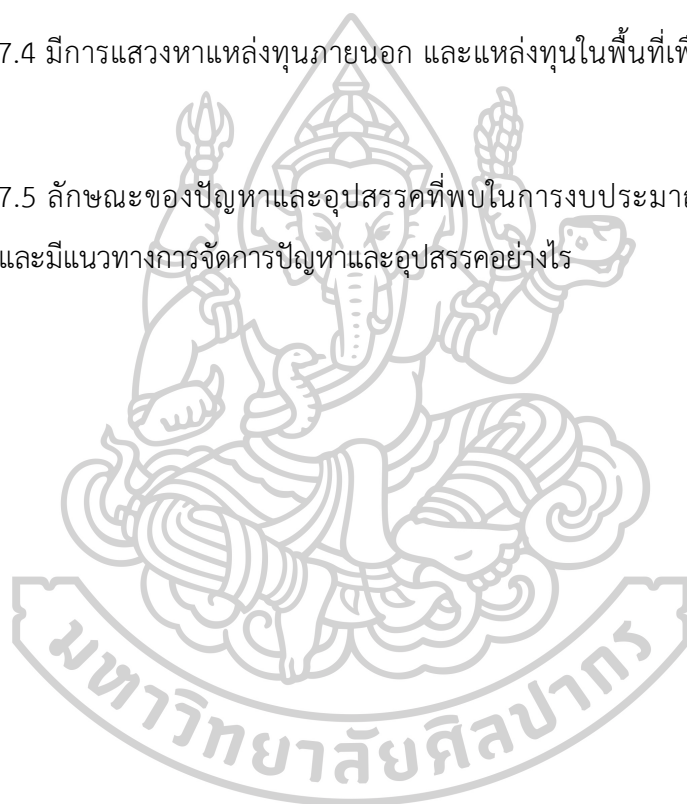 7.4 มีการแสวงหาแหล่งทุนภายนอก และแหล่งทุนในพื้นที่
7.5 ลักษณะของปัญหาและอุปสรรคที่พบในการงบประมาณ
และมีแนวทางการจัดการปัญหาและอุปสรรคอย่างไร
มหาวิทยาลัยศิลปากร